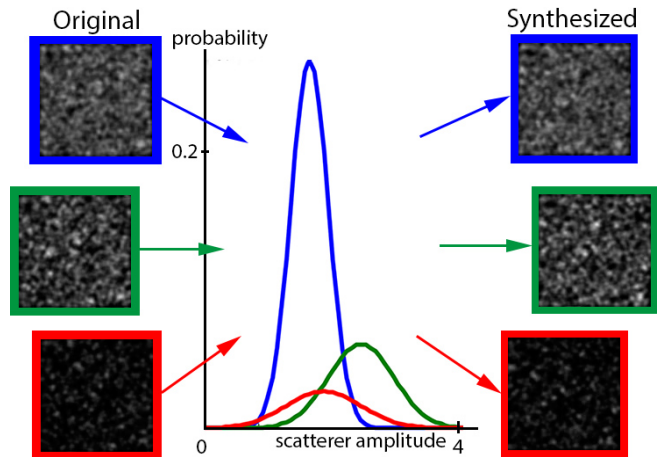 Original
Synthesized
probability
0.2
0
scatterer amplitude
4